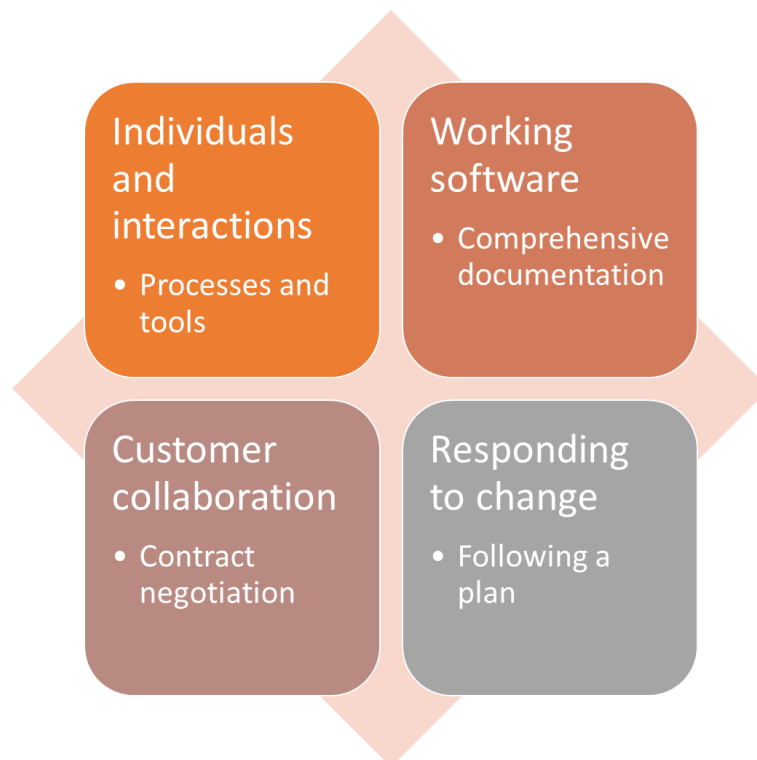 Individuals
and
interactions
• Processes and
tools
Working
software
• Comprehensive
documentation
Customer
collaboration
• Contract
negotiation
Responding
to change
• Following a
plan